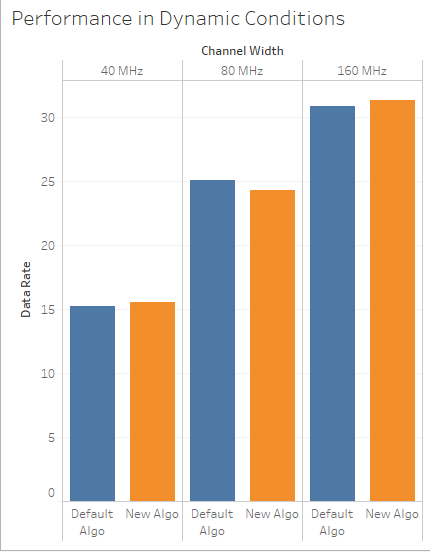 Performance in Dynamic Conditions
Channel Width
40 MHz 80 MHz 160 MHz
Data Rate
30
25
20
15
10
5
0
Default Algo New Algo Default Algo New Algo Default Algo New Algo